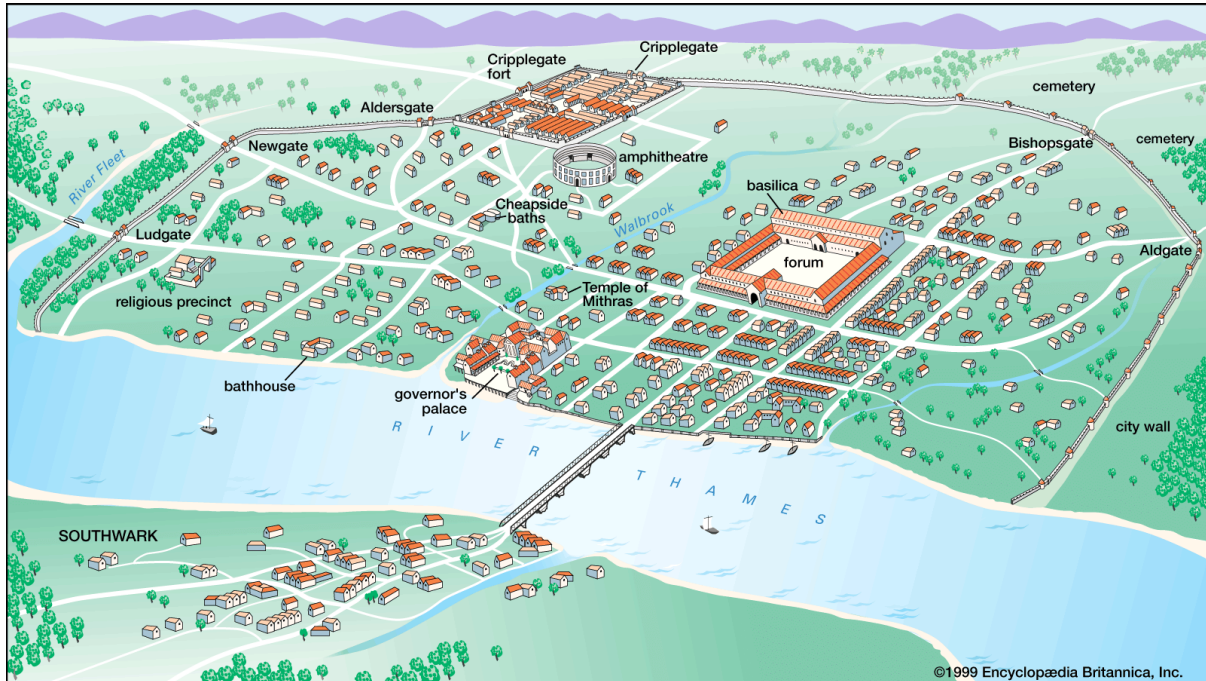 Cripplegate
Cripplegate
fort
cemetery
Aldersgate
Newgate
amphitheatre
Bishopsgate
cemetery
River Fleet
basilica
Cheapside
baths
Walbrook
Ludgate
Aldgate
forum
religious precinct
Temple of
Mithras
bathhouse
governor's
palace
city wall
RIVER THAMES
SOUTHWARK
©1999 Encyclopædia Britannica, Inc.